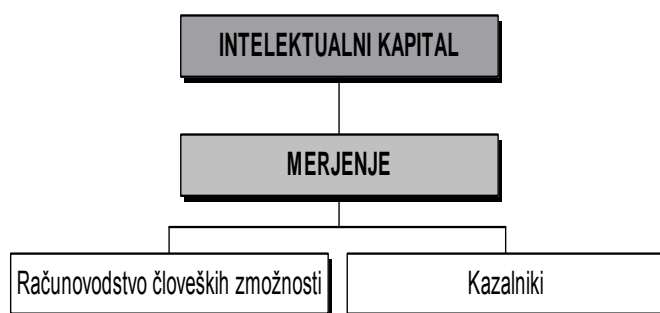 INTELEKTUALNI KAPITAL
MERJENJE
Računovodstvo človeških zmožnosti
Kazalniki